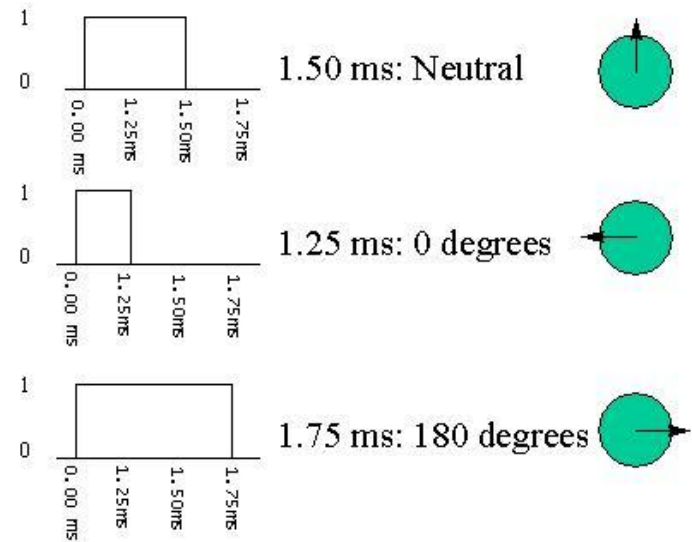 1
0
0.00 ms
1.25ms
1.50ms
1.75ms
1.50 ms: Neutral
1
0
0.00 ms
1.25ms
1.50ms
1.75ms
1.25 ms: 0 degrees
1
0
0.00 ms
1.25ms
1.50ms
1.75ms
1.75 ms: 180 degrees